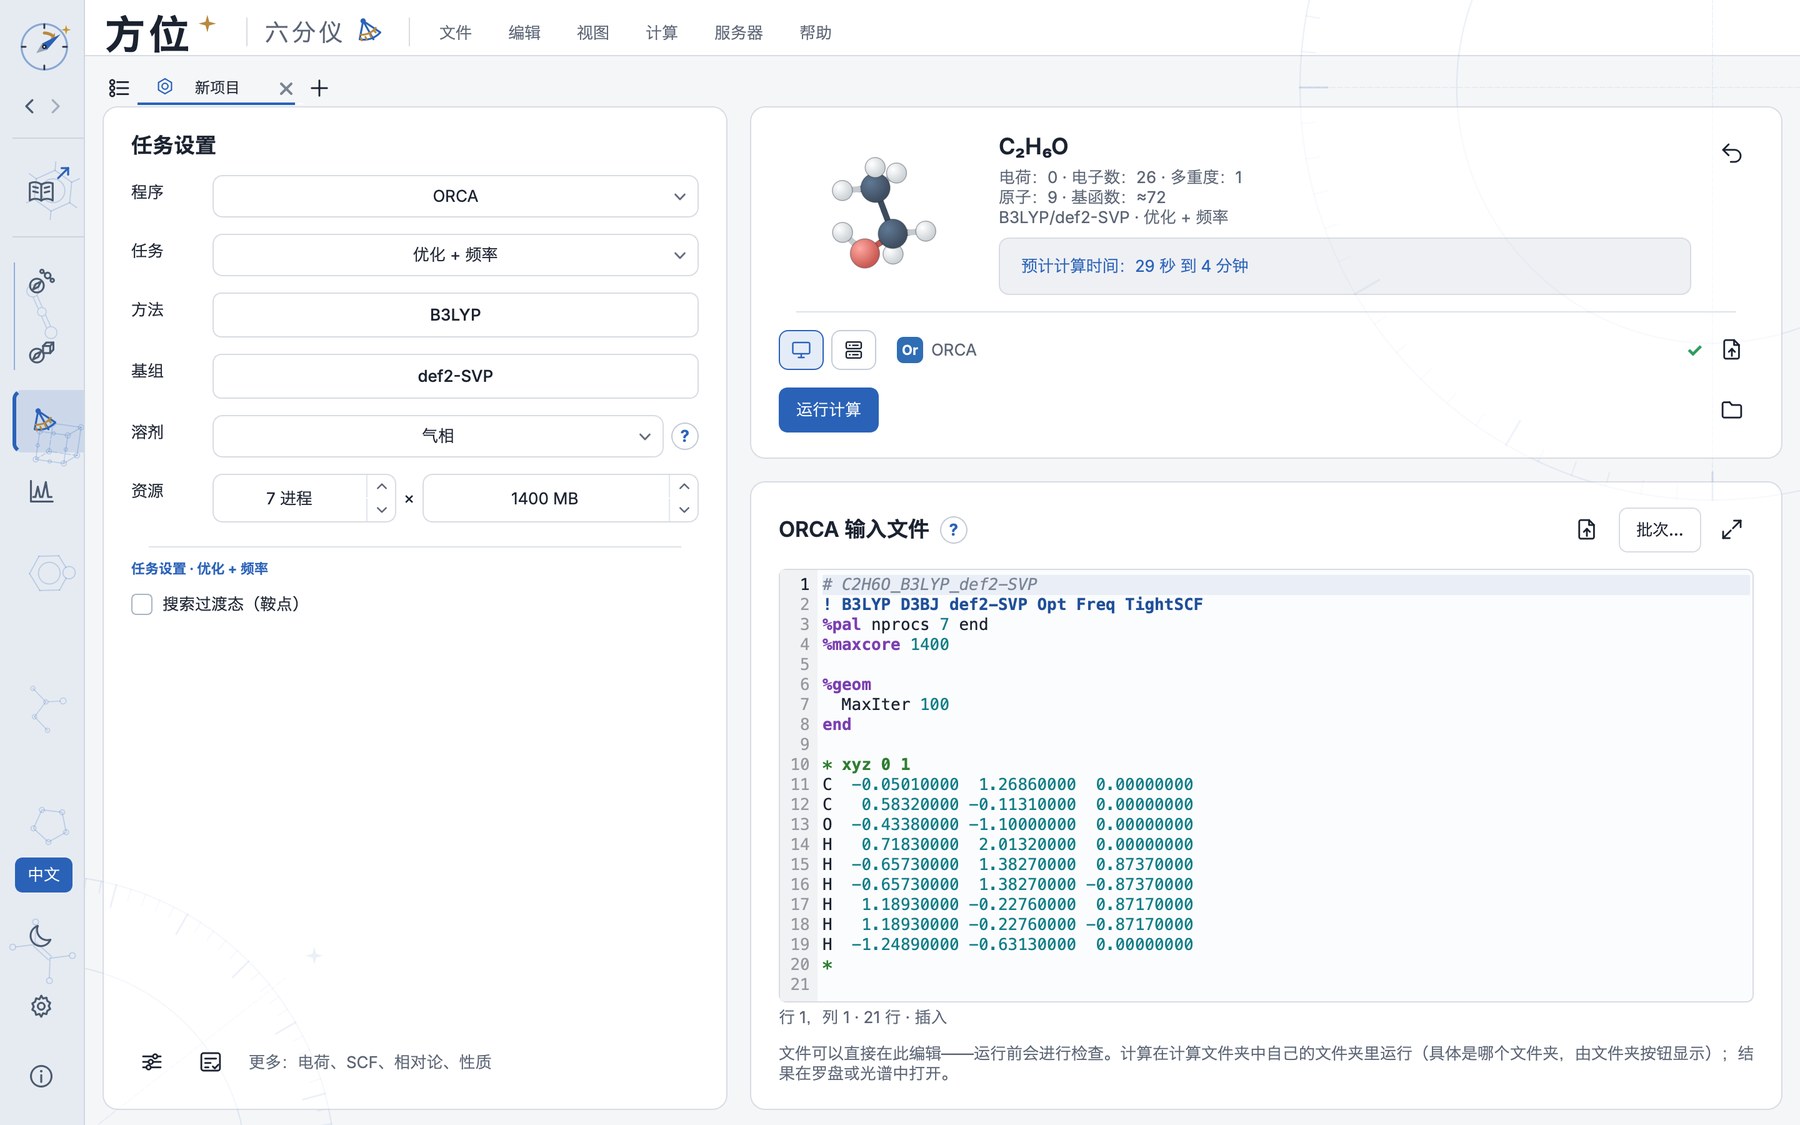 方位
六分仪
文件 编辑 视图 计算 服务器 帮助
新项目
任务设置
程序 ORCA
任务 优化 + 频率
方法 B3LYP
基组 def2-SVP
溶剂 气相 ?
资源 7 进程 × 1400 MB
任务设置 · 优化 + 频率
搜索过渡态（鞍点）
更多：电荷、SCF、相对论、性质
中文
C₂H₆O
电荷：0 · 电子数：26 · 多重度：1
原子：9 · 基函数：≈72
B3LYP/def2-SVP · 优化 + 频率
预计计算时间：29 秒 到 4 分钟
Or ORCA
运行计算
ORCA 输入文件 ? 批次...
1 # C2H6O_B3LYP_def2-SVP
2 ! B3LYP D3BJ def2-SVP Opt Freq TightSCF
3 %pal nprocs 7 end
4 %maxcore 1400
5
6 %geom
7 MaxIter 100
8 end
9
10 * xyz 0 1
11 C -0.05010000 1.26860000 0.00000000
12 C 0.58320000 -0.11310000 0.00000000
13 O -0.43380000 -1.10000000 0.00000000
14 H 0.71830000 2.01320000 0.00000000
15 H -0.65730000 1.38270000 0.87370000
16 H -0.65730000 1.38270000 -0.87370000
17 H 1.18930000 -0.22760000 0.87170000
18 H 1.18930000 -0.22760000 -0.87170000
19 H -1.24890000 -0.63130000 0.00000000
20 *
21
行 1，列 1 · 21 行 · 插入
文件可以直接在此编辑——运行前会进行检查。计算在计算文件夹中自己的文件夹里运行（具体是哪个文件夹，由文件夹按钮显示）；结
果在罗盘或光谱中打开。